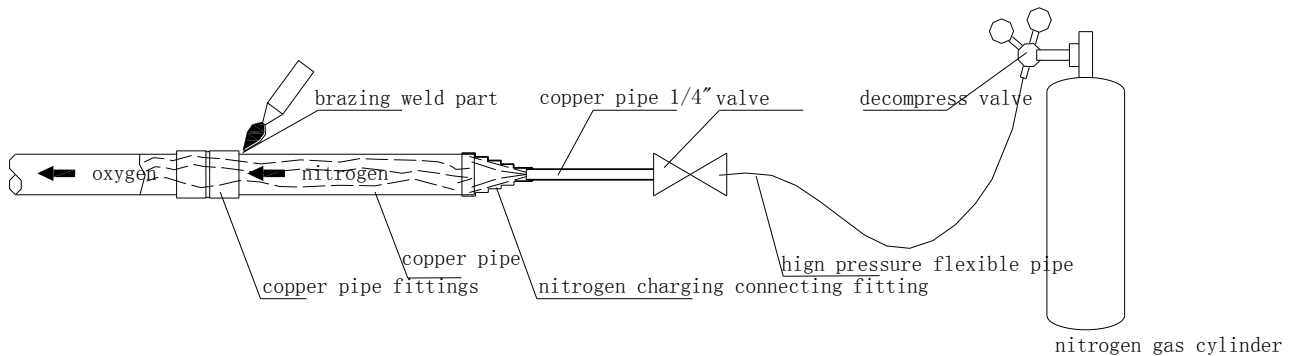 brazing weld part
copper pipe 1/4″ valve
decompress valve
oxygen
nitrogen
copper pipe
hign pressure flexible pipe
copper pipe fittings
nitrogen charging connecting fitting
nitrogen gas cylinder